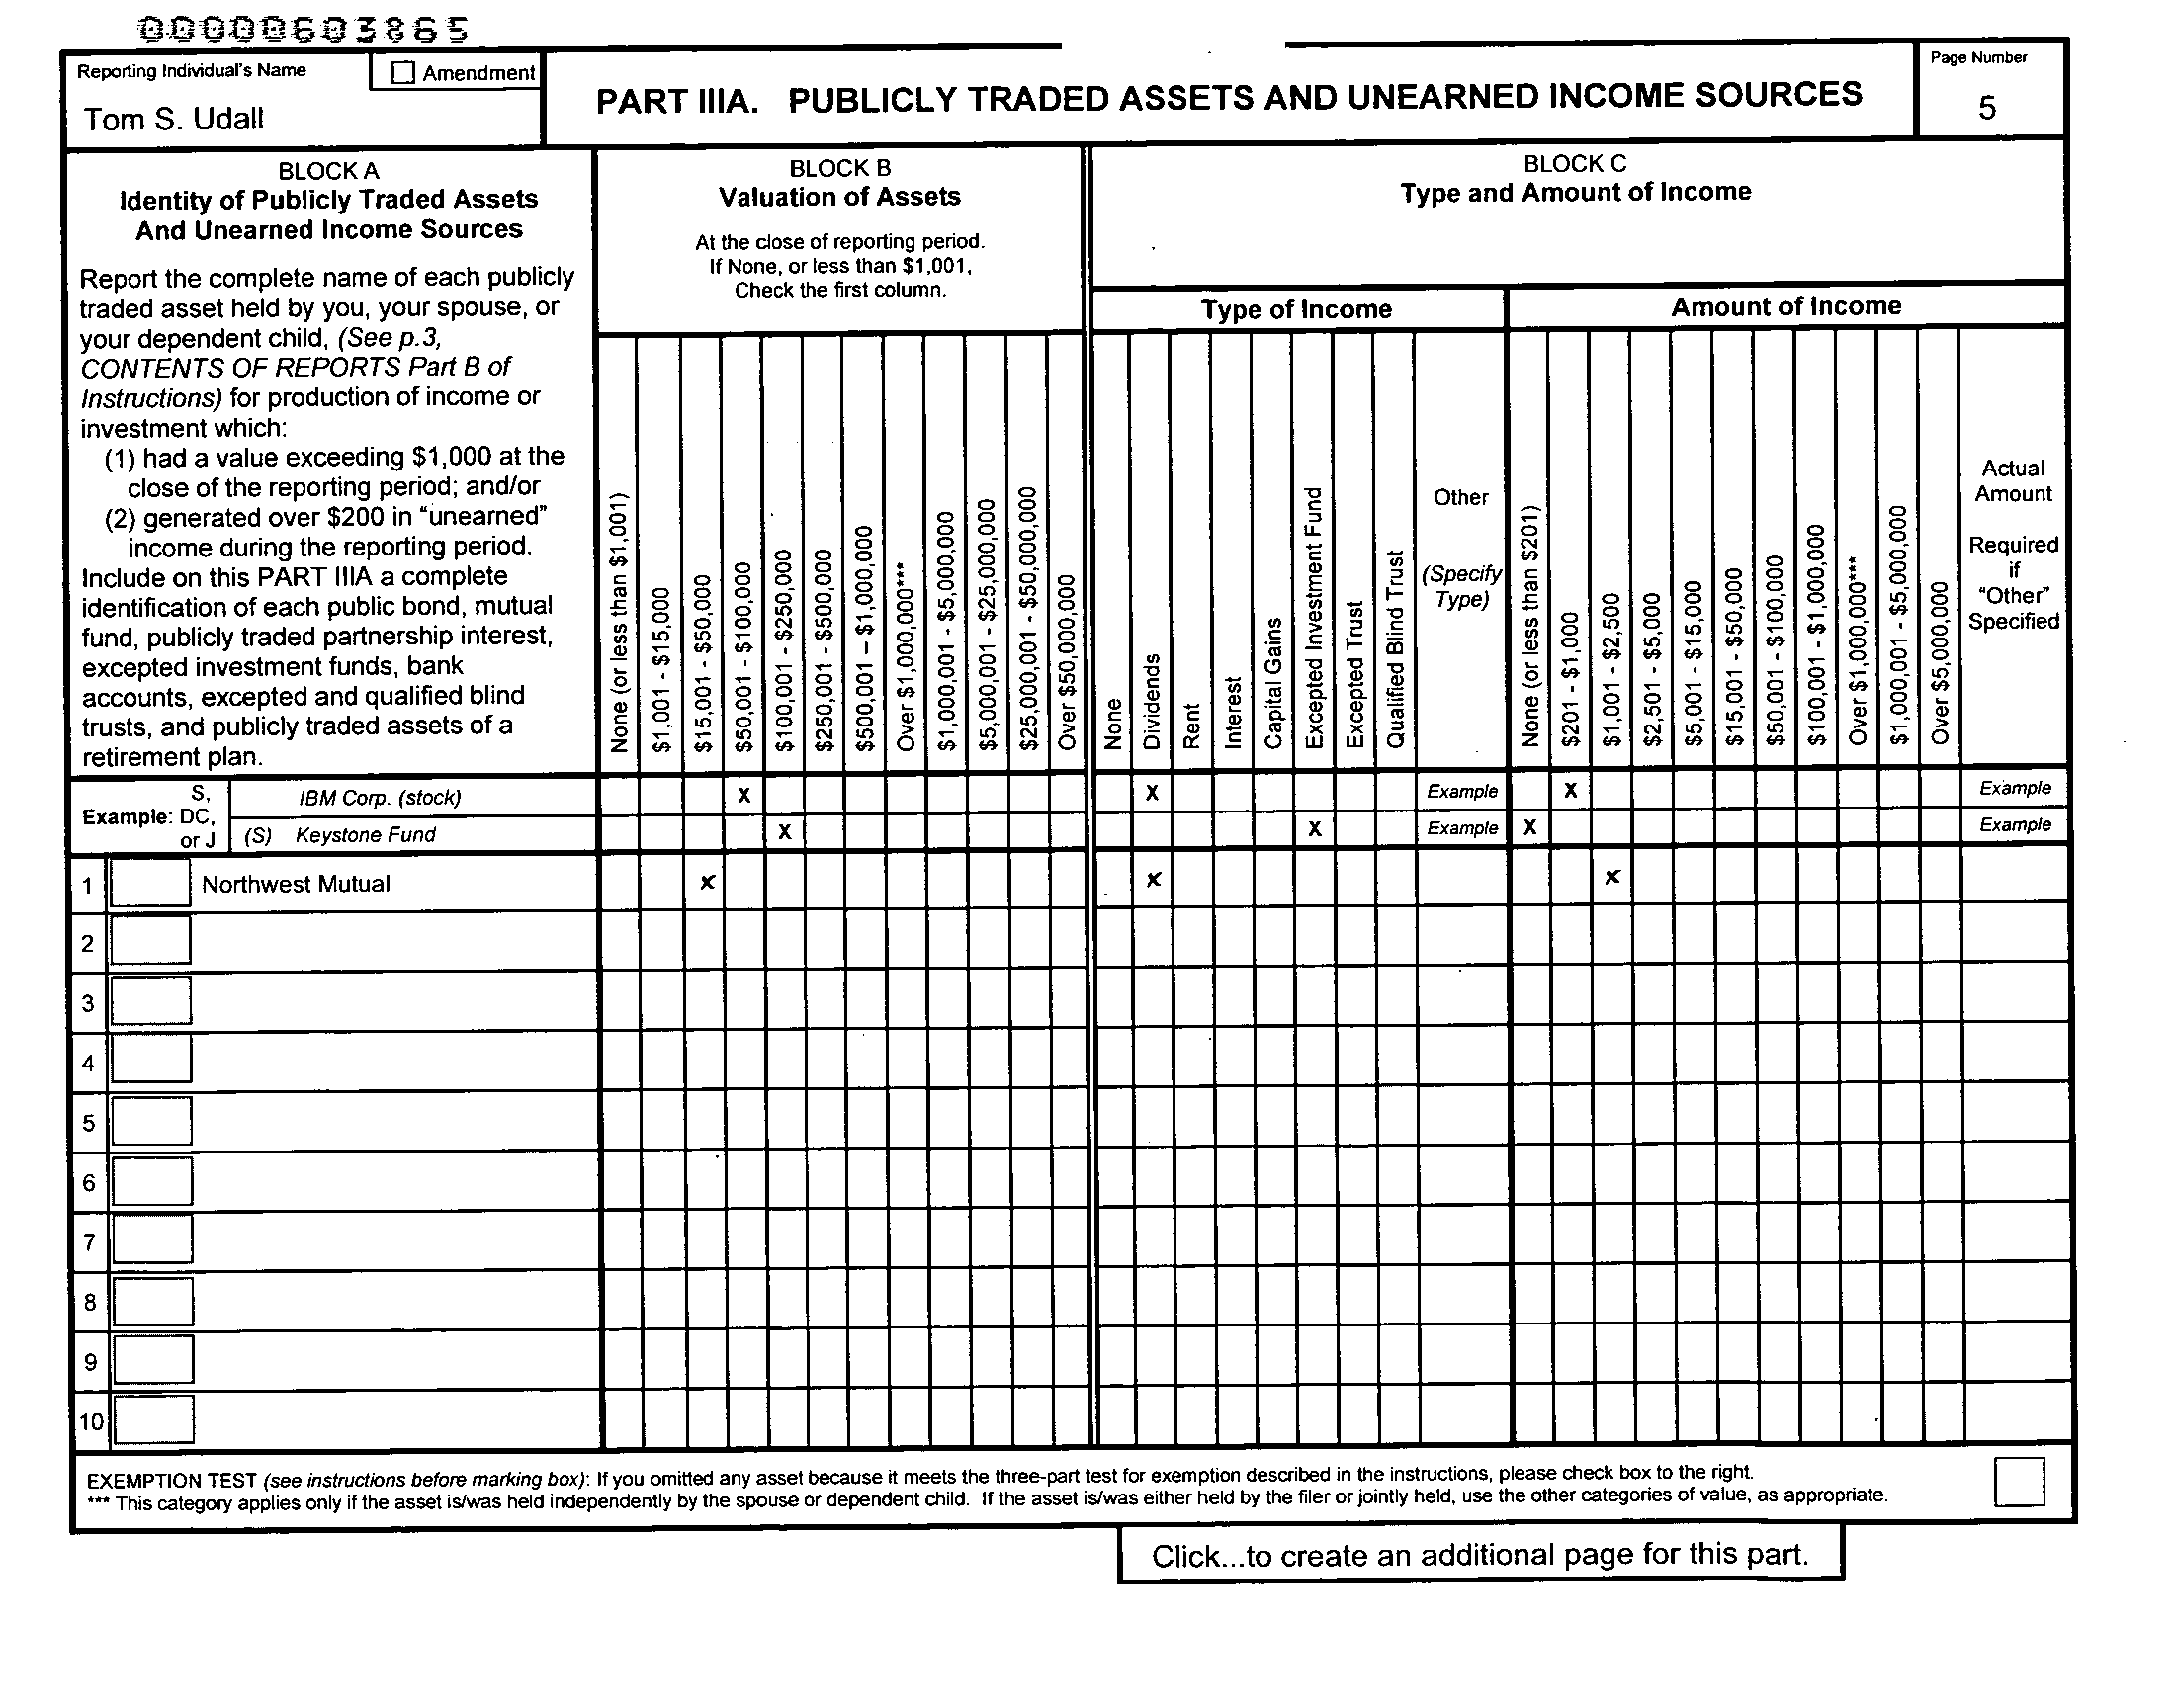 00000603865
Reporting Individual's Name
Amendment
Tom S. Udall
PART IIIA. PUBLICLY TRADED ASSETS AND UNEARNED INCOME SOURCES
Page Number
5
BLOCK A
Identity of Publicly Traded Assets
And Unearned Income Sources
Report the complete name of each publicly
traded asset held by you, your spouse, or
your dependent child, (See p.3,
CONTENTS OF REPORTS Part B of
Instructions) for production of income or
investment which:
(1) had a value exceeding $1,000 at the
close of the reporting period; and/or
(2) generated over $200 in "unearned"
income during the reporting period.
Include on this PART IIIA a complete
identification of each public bond, mutual
fund, publicly traded partnership interest,
excepted investment funds, bank
accounts, excepted and qualified blind
trusts, and publicly traded assets of a
retirement plan.
BLOCK B
Valuation of Assets
At the close of reporting period.
If None, or less than $1,001,
Check the first column.
None (or less than $1,001)
$1,001 - $15,000
$15,001 - $50,000
$50,001 - $100,000
$100,001 - $250,000
$250,001 - $500,000
$500,001 – $1,000,000
Over $1,000,000***
$1,000,001 - $5,000,000
$5,000,001 - $25,000,000
$25,000,001 - $50,000,000
Over $50,000,000
BLOCK C
Type and Amount of Income
Type of Income
None
Dividends
Rent
Interest
Capital Gains
Excepted Investment Fund
Excepted Trust
Qualified Blind Trust
Other
(Specify
Type)
Amount of Income
None (or less than $201)
$201 - $1,000
$1,001 - $2,500
$2,501 - $5,000
$5,001 - $15,000
$15,001 - $50,000
$50,001 - $100,000
$100,001 - $1,000,000
Over $1,000,000***
$1,000,001 - $5,000,000
Over $5,000,000
Actual
Amount
Required
if
"Other"
Specified
Example:
S,
DC,
or J
IBM Corp. (stock) X X Example X Example
(S) Keystone Fund X X Example X Example
1 Northwest Mutual x x x
2
3
4
5
6
7
8
9
10
EXEMPTION TEST (see instructions before marking box): If you omitted any asset because it meets the three-part test for exemption described in the instructions, please check box to the right.
*** This category applies only if the asset is/was held independently by the spouse or dependent child. If the asset is/was either held by the filer or jointly held, use the other categories of value, as appropriate.
Click...to create an additional page for this part.